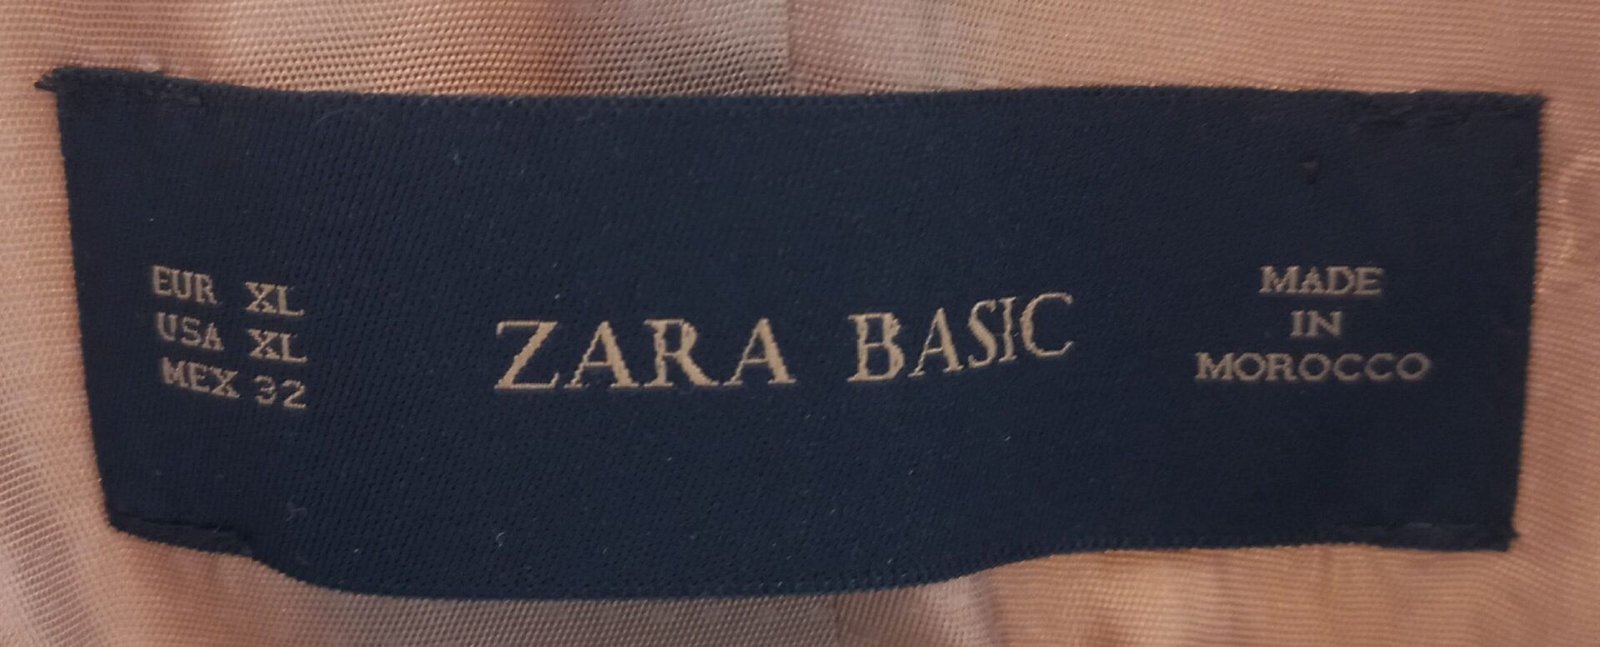 EUR XL
USA XL
MEX 32
ZARA BASIC
MADE
IN
MOROCCO